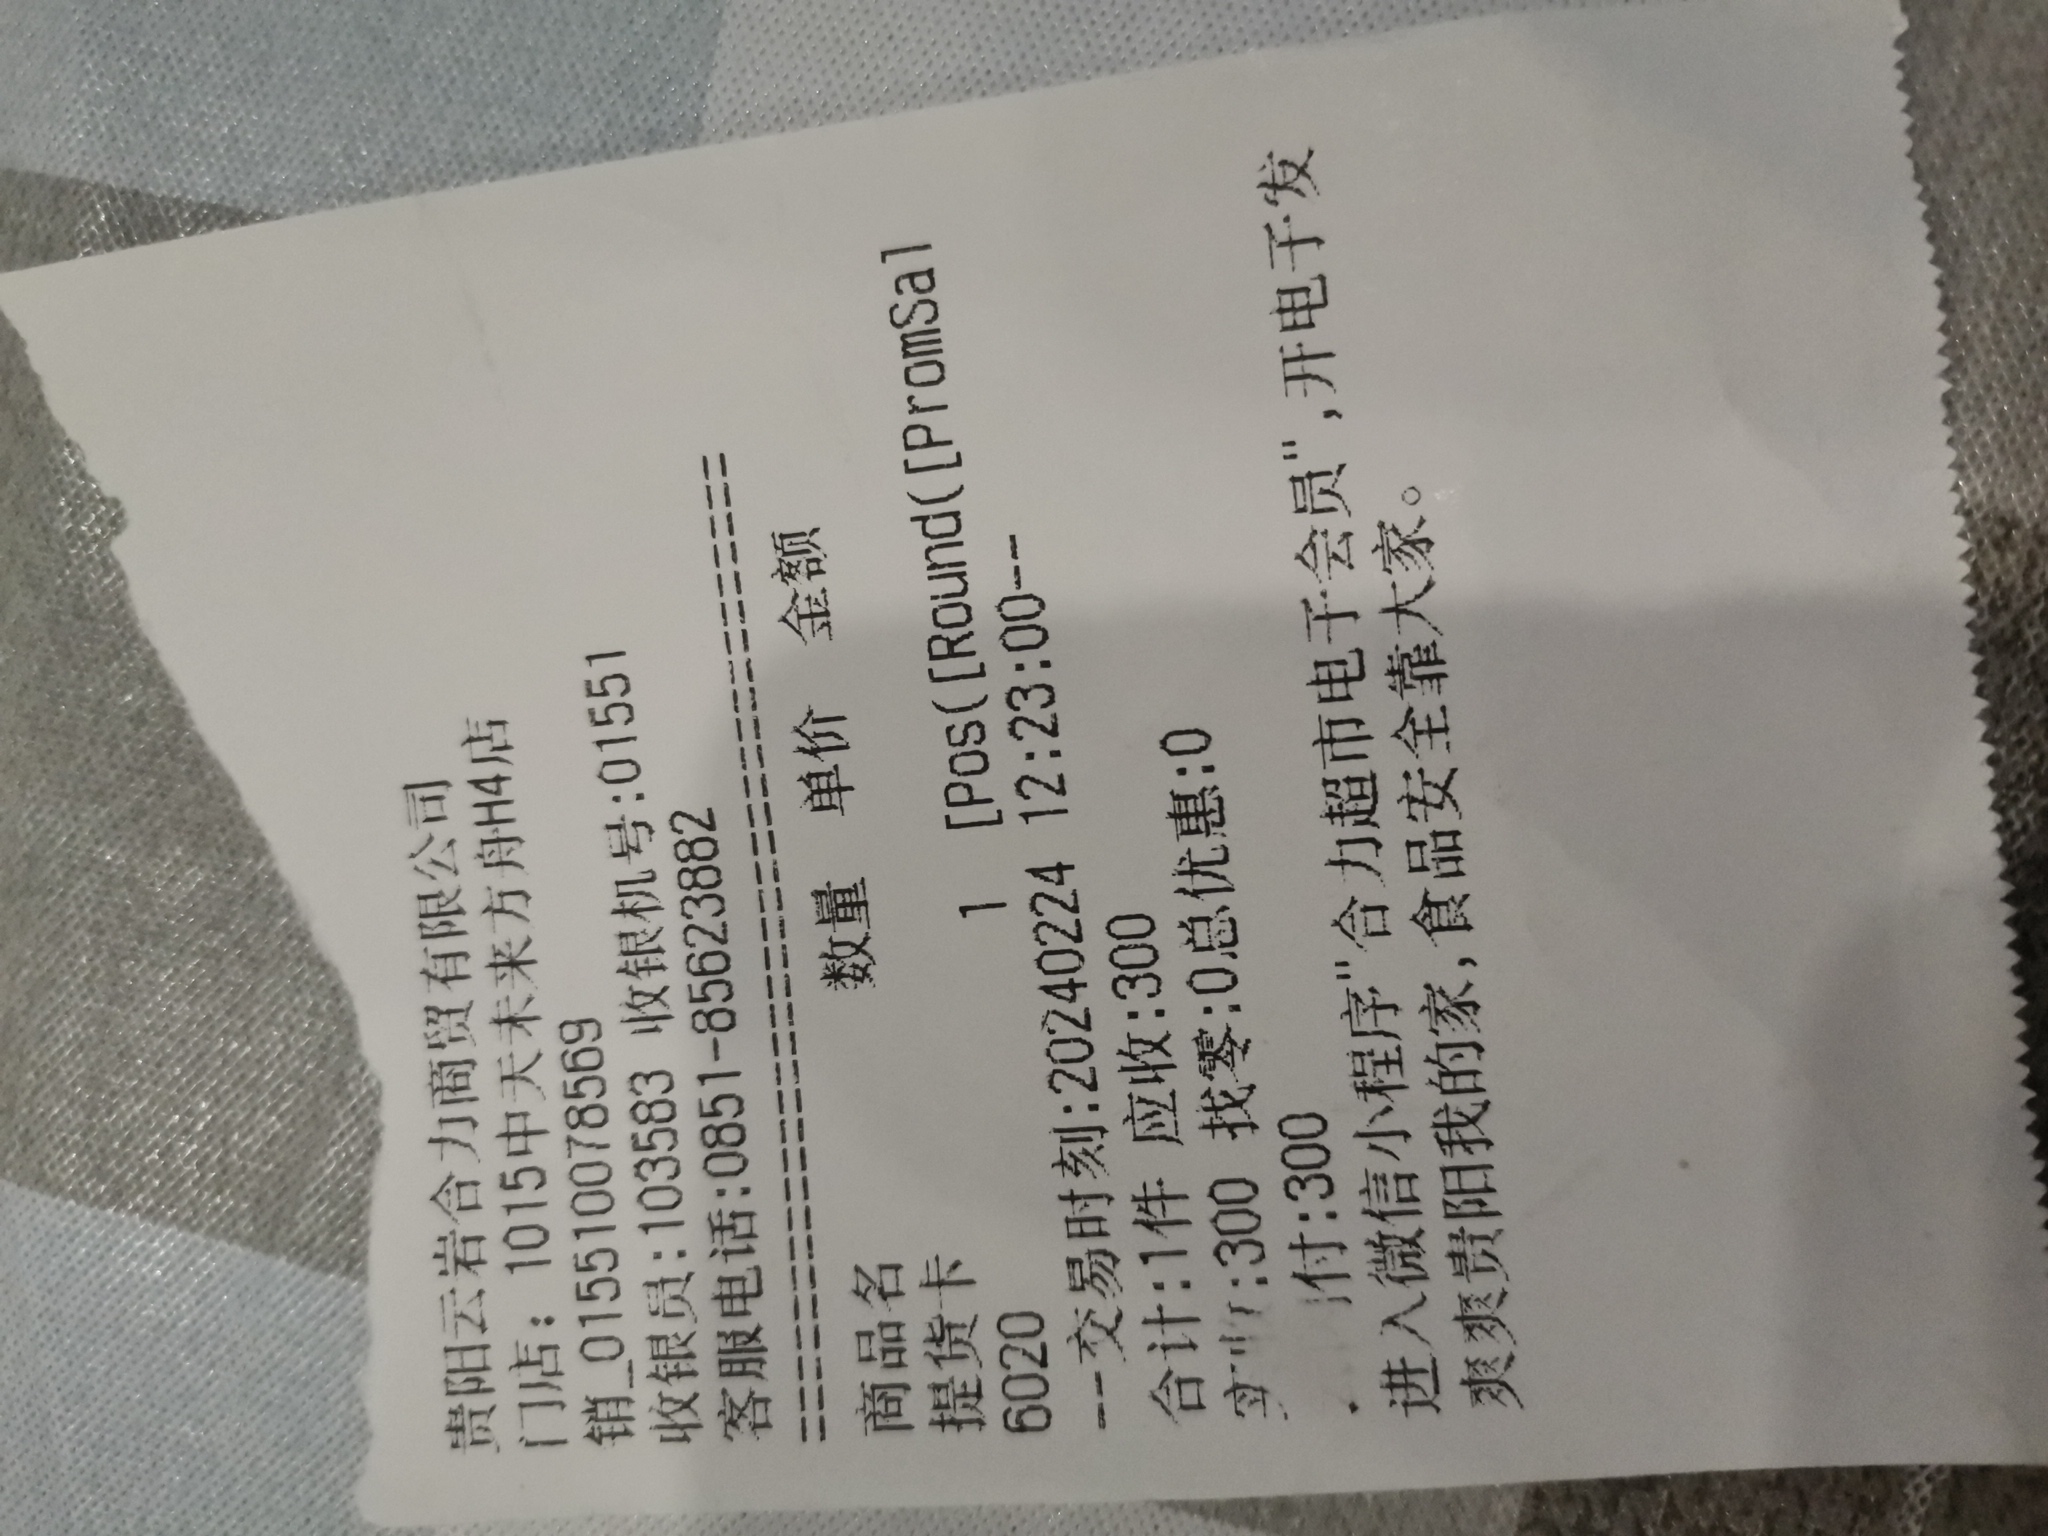 贵阳云岩合力商贸有限公司
门店：1015中天未来方舟H4店
销_015510078569
收银员:103583 收银机号:01551
客服电话:0851-85623882
================================
商品名 数量 单价 金额
提货卡
6020 1 [Pos([Round([PromSal
--交易时刻:20240224 12:23:00--
合计:1件 应收:300
:300 找零:0总优惠:0
付:300
进入微信小程序"合力超市电子会员",开电子发
爽爽贵阳我的家,食品安全靠大家。